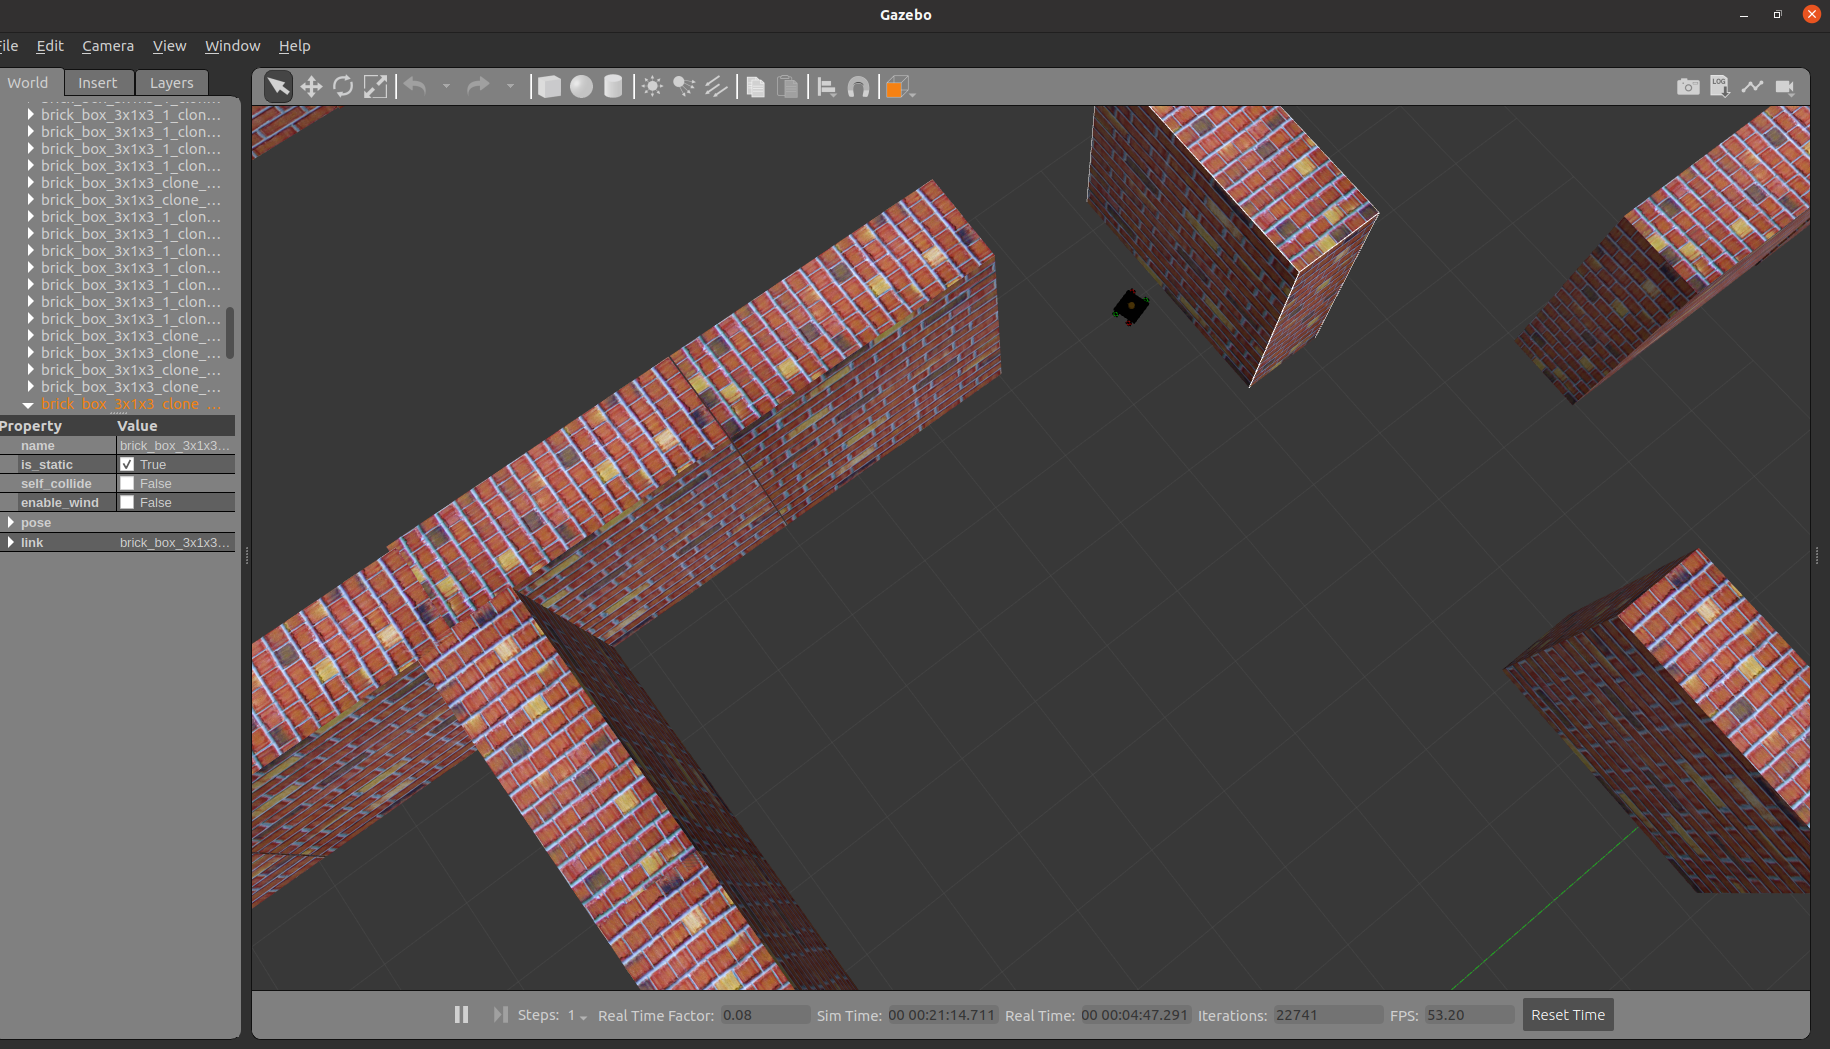 Gazebo
File Edit Camera View Window Help
World Insert Layers
LOG
brick_box_3x1x3_1_clon...
brick_box_3x1x3_1_clon...
brick_box_3x1x3_1_clon...
brick_box_3x1x3_1_clon...
brick_box_3x1x3_clone_...
brick_box_3x1x3_clone_...
brick_box_3x1x3_1_clon...
brick_box_3x1x3_1_clon...
brick_box_3x1x3_1_clon...
brick_box_3x1x3_1_clon...
brick_box_3x1x3_1_clon...
brick_box_3x1x3_1_clon...
brick_box_3x1x3_1_clon...
brick_box_3x1x3_clone_...
brick_box_3x1x3_clone_...
brick_box_3x1x3_clone_...
brick_box_3x1x3_clone_...
brick_box_3x1x3_clone_...
Property Value
name brick_box_3x1x3...
is_static True
self_collide False
enable_wind False
pose
link brick_box_3x1x3...
Steps: 1 Real Time Factor: 0.08 Sim Time: 00 00:21:14.711 Real Time: 00 00:04:47.291 Iterations: 22741 FPS: 53.20 Reset Time